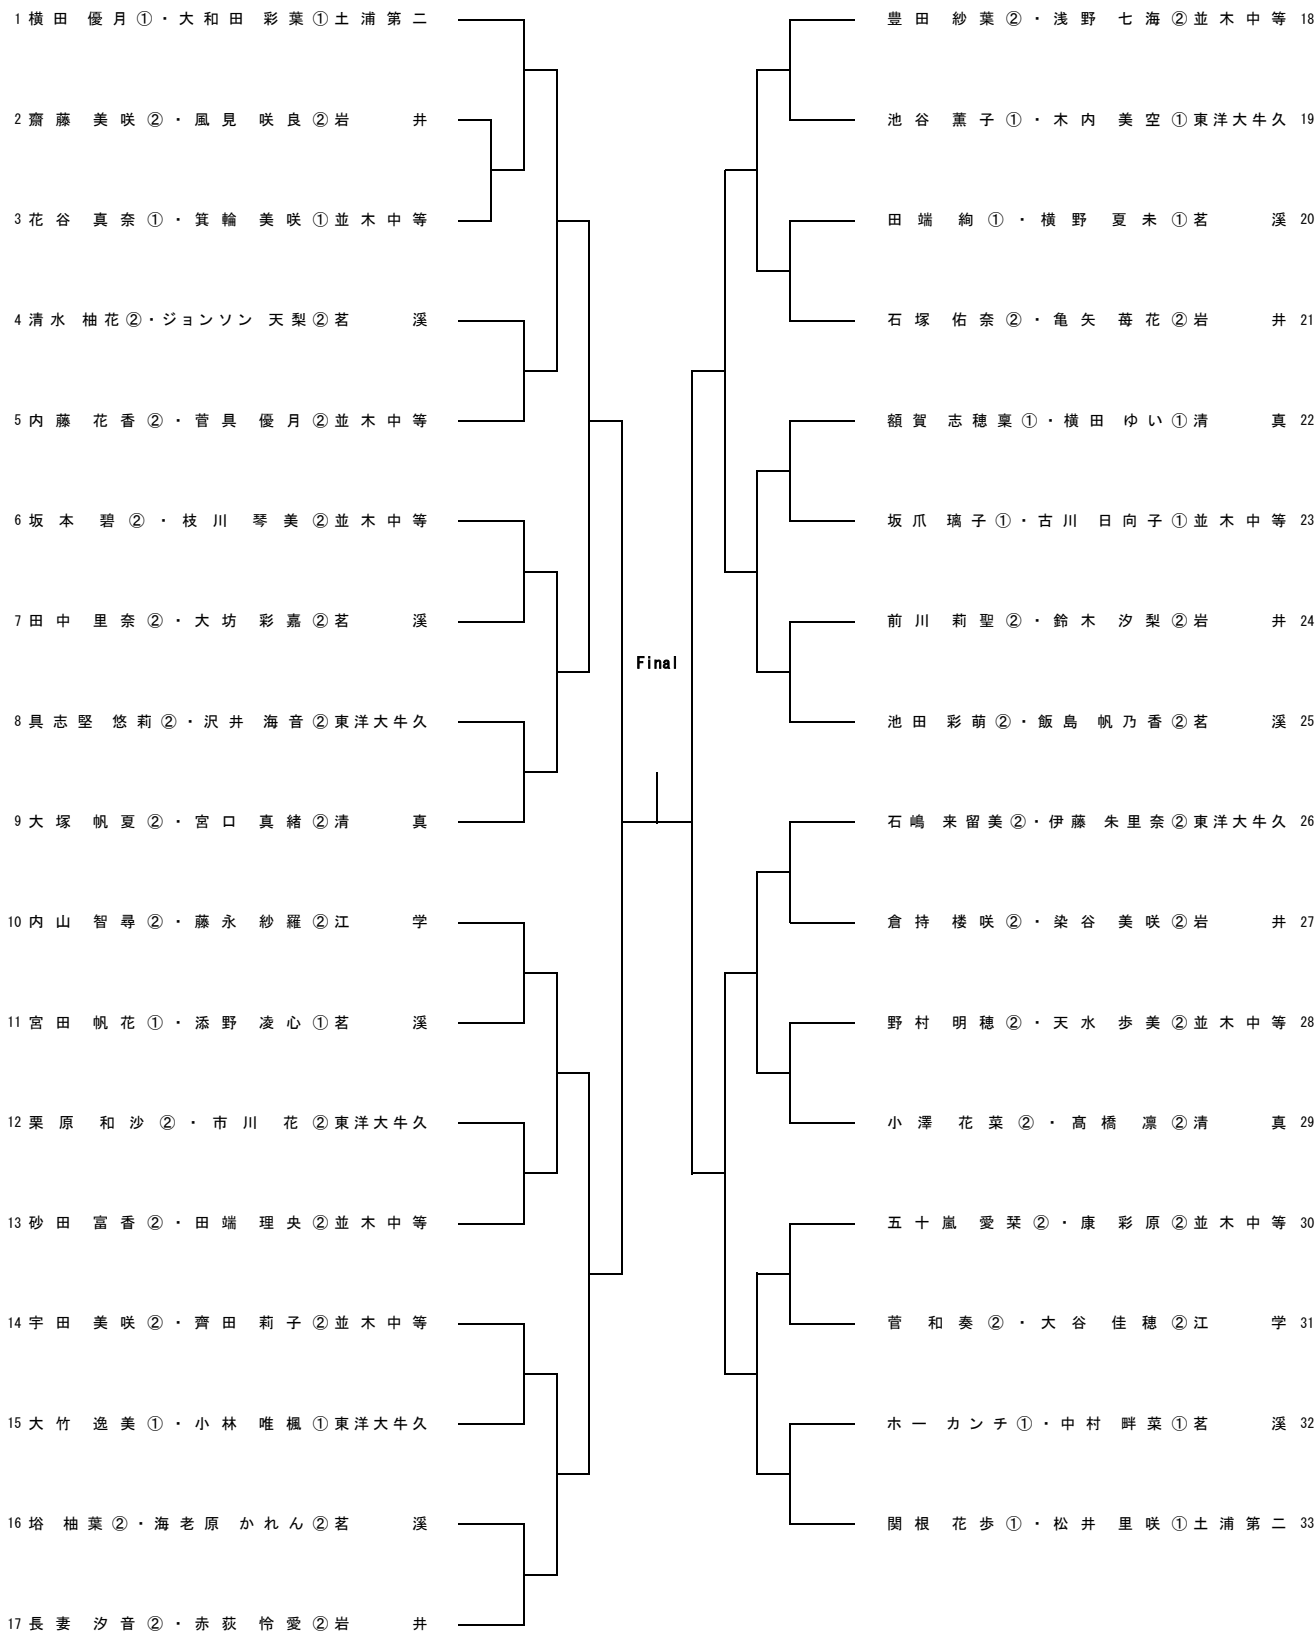 1 横田 優月①・大和田 彩葉①土浦第二
2 齋藤 美咲②・風見 咲良②岩井
3 花谷 真奈①・箕輪 美咲①並木中等
4 清水 柚花②・ジョンソン 天梨②茗溪
5 内藤 花香②・菅具 優月②並木中等
6 坂本 碧②・枝川 琴美②並木中等
7 田中 里奈②・大坊 彩嘉②茗溪
8 具志堅 悠莉②・沢井 海音②東洋大牛久
9 大塚 帆夏②・宮口 真緒②清真
10 内山 智尋②・藤永 紗羅②江学
11 宮田 帆花①・添野 凌心①茗溪
12 栗原 和沙②・市川 花②東洋大牛久
13 砂田 富香②・田端 理央②並木中等
14 宇田 美咲②・齊田 莉子②並木中等
15 大竹 逸美①・小林 唯楓①東洋大牛久
16 塔 柚葉②・海老原 かれん②茗溪
17 長妻 汐音②・赤荻 怜愛②岩井
Final
豊田 紗葉②・浅野 七海②並木中等 18
池谷 薫子①・木内 美空①東洋大牛久 19
田端 絢①・横野 夏未①茗溪 20
石塚 佑奈②・亀矢 苺花②岩井 21
額賀 志穂稟①・横田 ゆい①清真 22
坂爪 璃子①・古川 日向子①並木中等 23
前川 莉聖②・鈴木 汐梨②岩井 24
池田 彩萌②・飯島 帆乃香②茗溪 25
石嶋 来留美②・伊藤 朱里奈②東洋大牛久 26
倉持 楼咲②・染谷 美咲②岩井 27
野村 明穂②・天水 歩美②並木中等 28
小澤 花菜②・髙橋 凛②清真 29
五十嵐 愛栞②・康 彩原②並木中等 30
菅 和奏②・大谷 佳穂②江学 31
ホー カンチ①・中村 畔菜①茗溪 32
関根 花歩①・松井 里咲①土浦第二 33